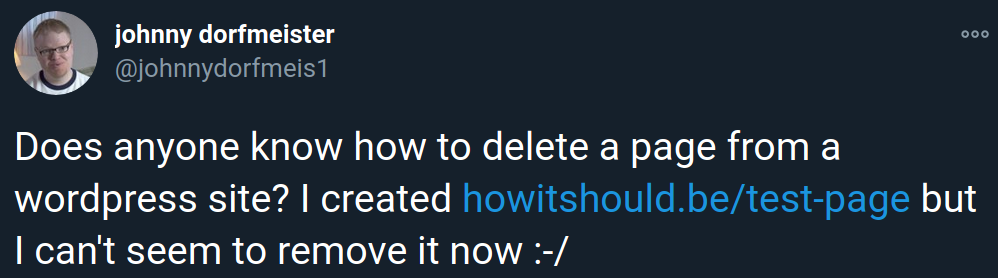 johnny dorfmeister
@johnnydorfmeis1
Does anyone know how to delete a page from a
wordpress site? I created howitshould.be/test-page but
I can't seem to remove it now :-/